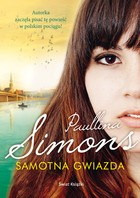 Autorka
zaczęła pisać tę powieść
w polskim pociągu!
Paullina
Simons
SAMOTNA GWIAZDA
Świat Książki